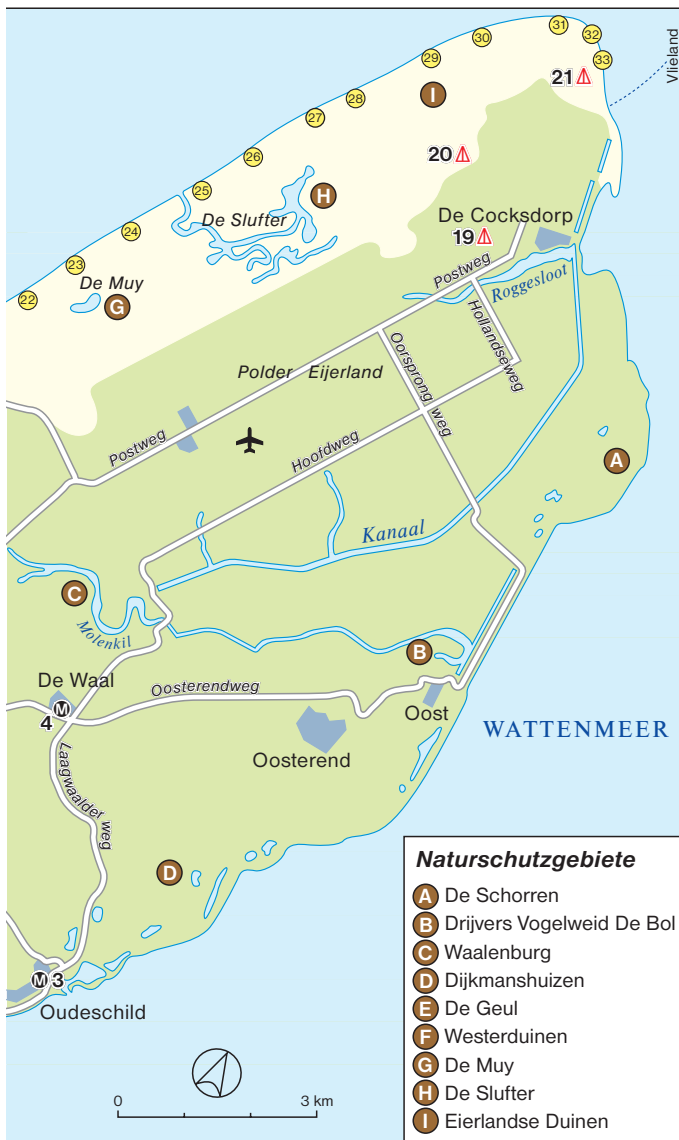 31
30
32
29
33
21
Vlieland
I
28
27
20
26
25
H
De Slufter
De Cocksdorp
24
19
23
De Muy
22
G
Postweg
Roggesloot
Hollandseweg
Oorsprongweg
Polder Eijerland
Postweg
Hoofdweg
A
Kanaal
C
Molenkil
B
De Waal
M
4
Oosterendweg
Oost
WATTENMEER
Oosterend
Laagwaalder weg
D
M 3
Oudeschild
0 3 km
Naturschutzgebiete
A De Schorren
B Drijvers Vogelweid De Bol
C Waalenburg
D Dijkmanshuizen
E De Geul
F Westerduinen
G De Muy
H De Slufter
I Eierlandse Duinen